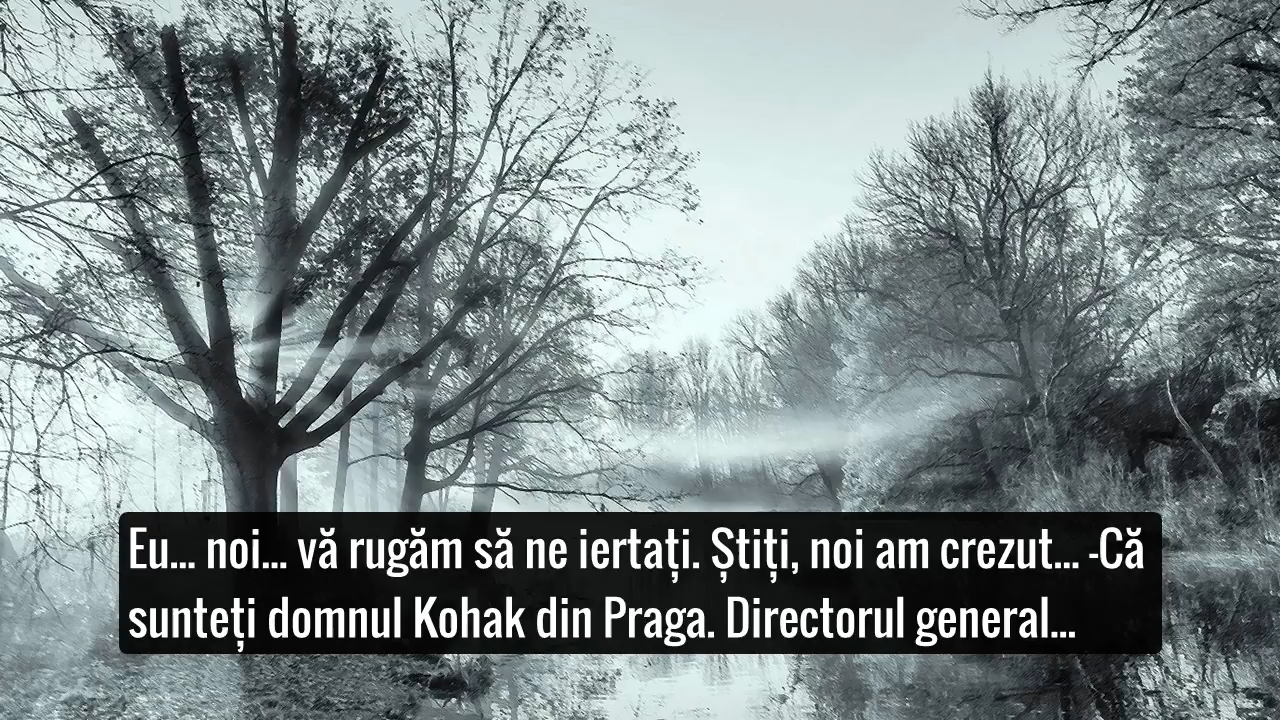 Eu... noi... vă rugăm să ne iertați. Știți, noi am crezut... -Că
sunteți domnul Kohak din Praga. Directorul general...